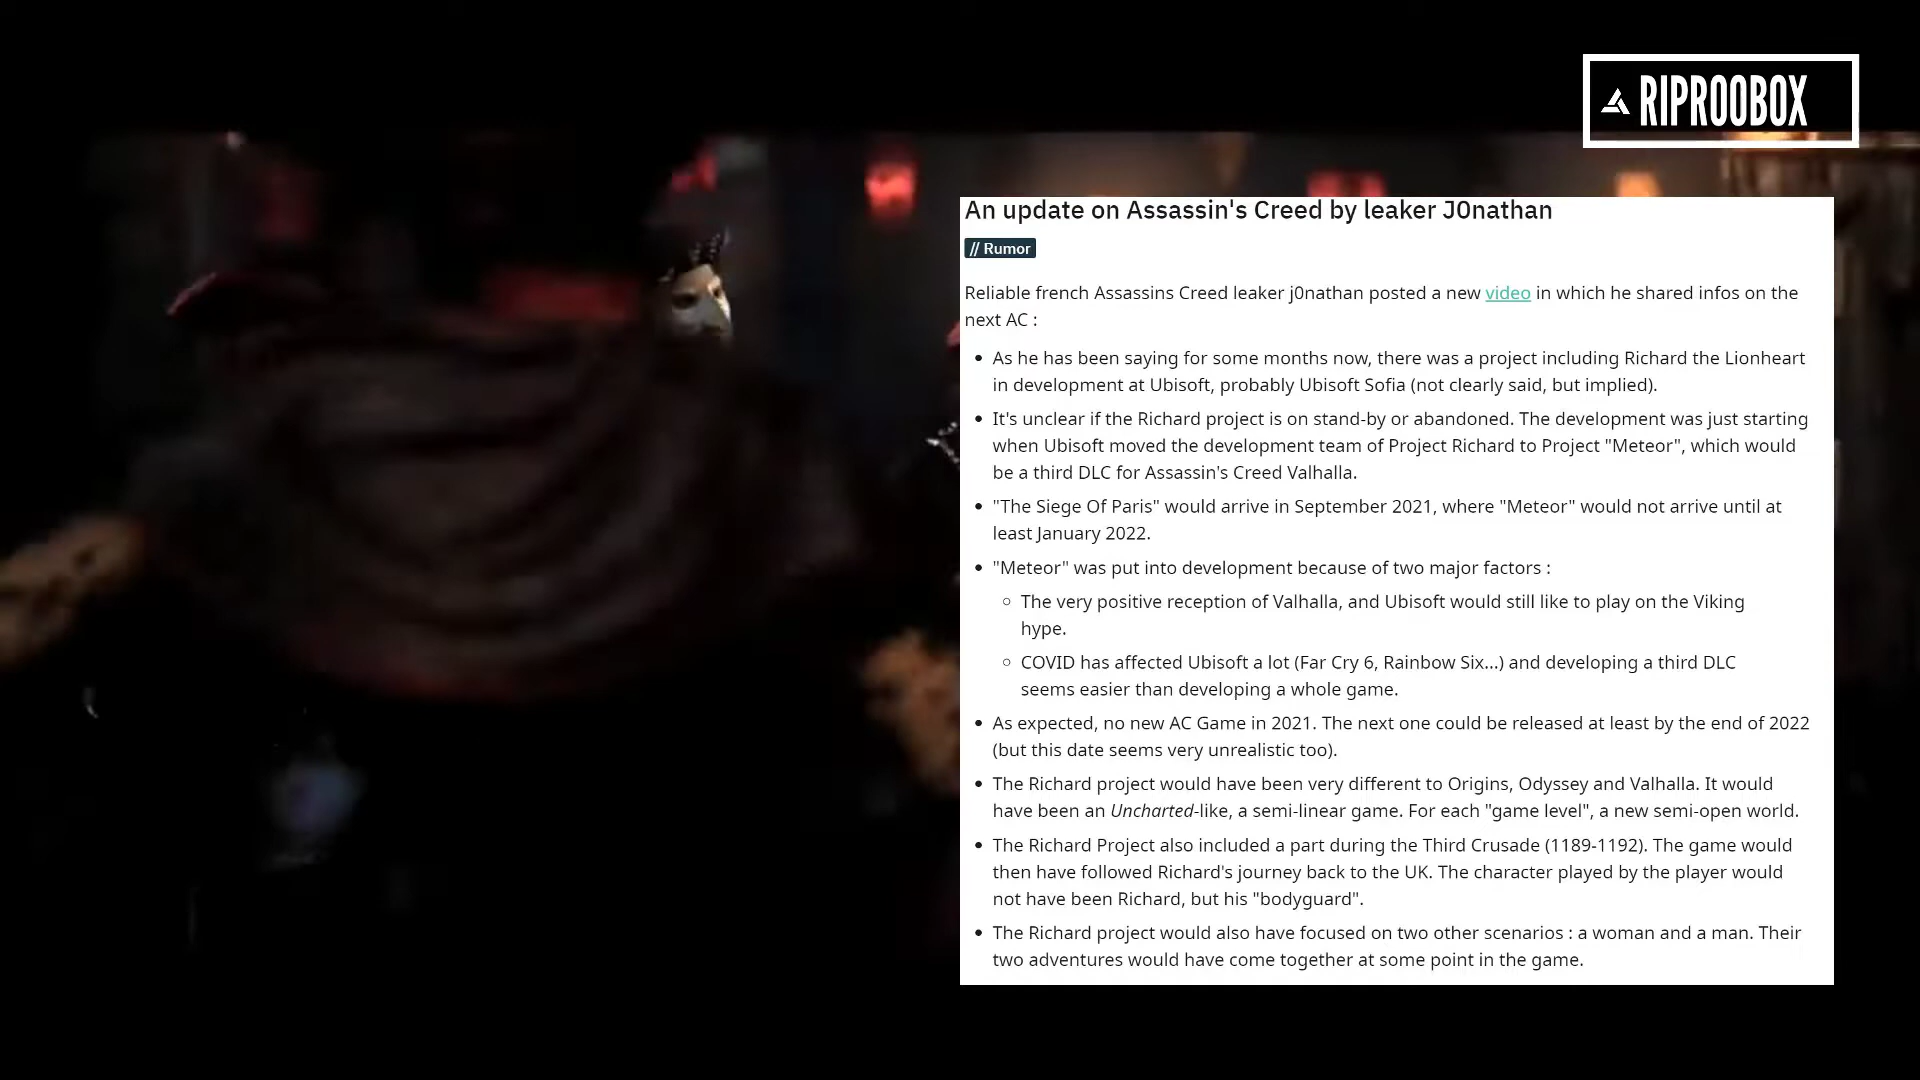 RIPROOBOX
An update on Assassin's Creed by leaker J0nathan
// Rumor
Reliable french Assassins Creed leaker j0nathan posted a new video in which he shared infos on the
next AC :
• As he has been saying for some months now, there was a project including Richard the Lionheart
in development at Ubisoft, probably Ubisoft Sofia (not clearly said, but implied).
• It's unclear if the Richard project is on stand-by or abandoned. The development was just starting
when Ubisoft moved the development team of Project Richard to Project "Meteor", which would
be a third DLC for Assassin's Creed Valhalla.
• "The Siege Of Paris" would arrive in September 2021, where "Meteor" would not arrive until at
least January 2022.
• "Meteor" was put into development because of two major factors :
◦ The very positive reception of Valhalla, and Ubisoft would still like to play on the Viking
hype.
◦ COVID has affected Ubisoft a lot (Far Cry 6, Rainbow Six...) and developing a third DLC
seems easier than developing a whole game.
• As expected, no new AC Game in 2021. The next one could be released at least by the end of 2022
(but this date seems very unrealistic too).
• The Richard project would have been very different to Origins, Odyssey and Valhalla. It would
have been an Uncharted-like, a semi-linear game. For each "game level", a new semi-open world.
• The Richard Project also included a part during the Third Crusade (1189-1192). The game would
then have followed Richard's journey back to the UK. The character played by the player would
not have been Richard, but his "bodyguard".
• The Richard project would also have focused on two other scenarios : a woman and a man. Their
two adventures would have come together at some point in the game.